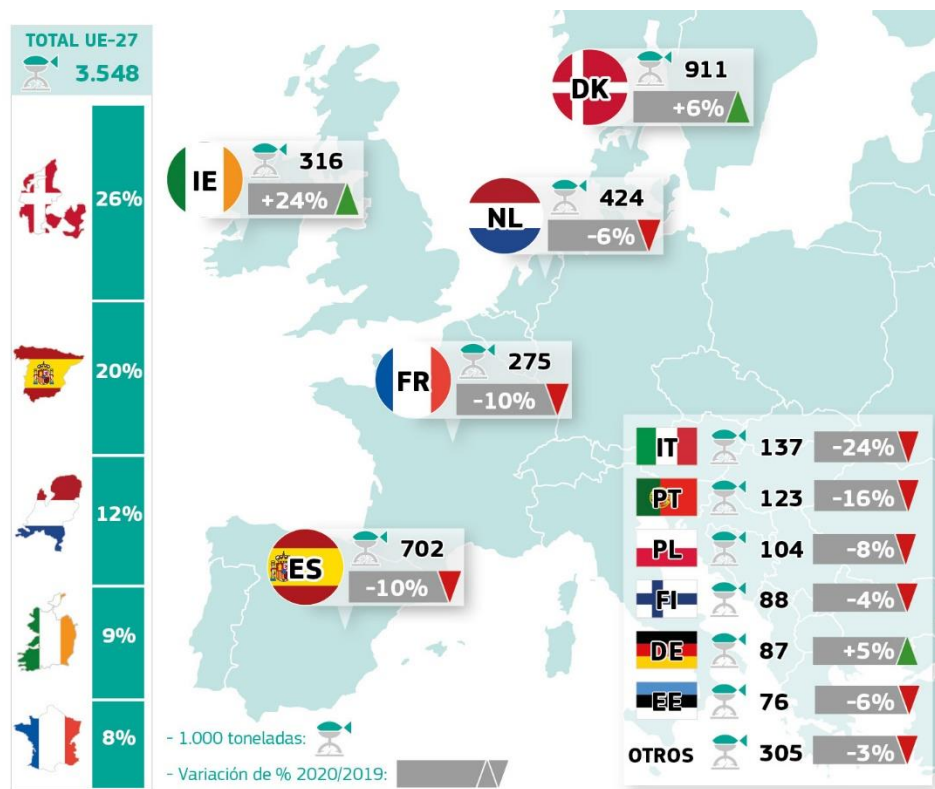 TOTAL UE-27
3.548
26%
20%
12%
9%
8%
DK
911
+6%
IE
316
+24%
NL
424
-6%
FR
275
-10%
ES
702
-10%
IT 137 -24%
PT 123 -16%
PL 104 -8%
FI 88 -4%
DE 87 +5%
EE 76 -6%
OTROS 305 -3%
- 1.000 toneladas:
- Variación de % 2020/2019: